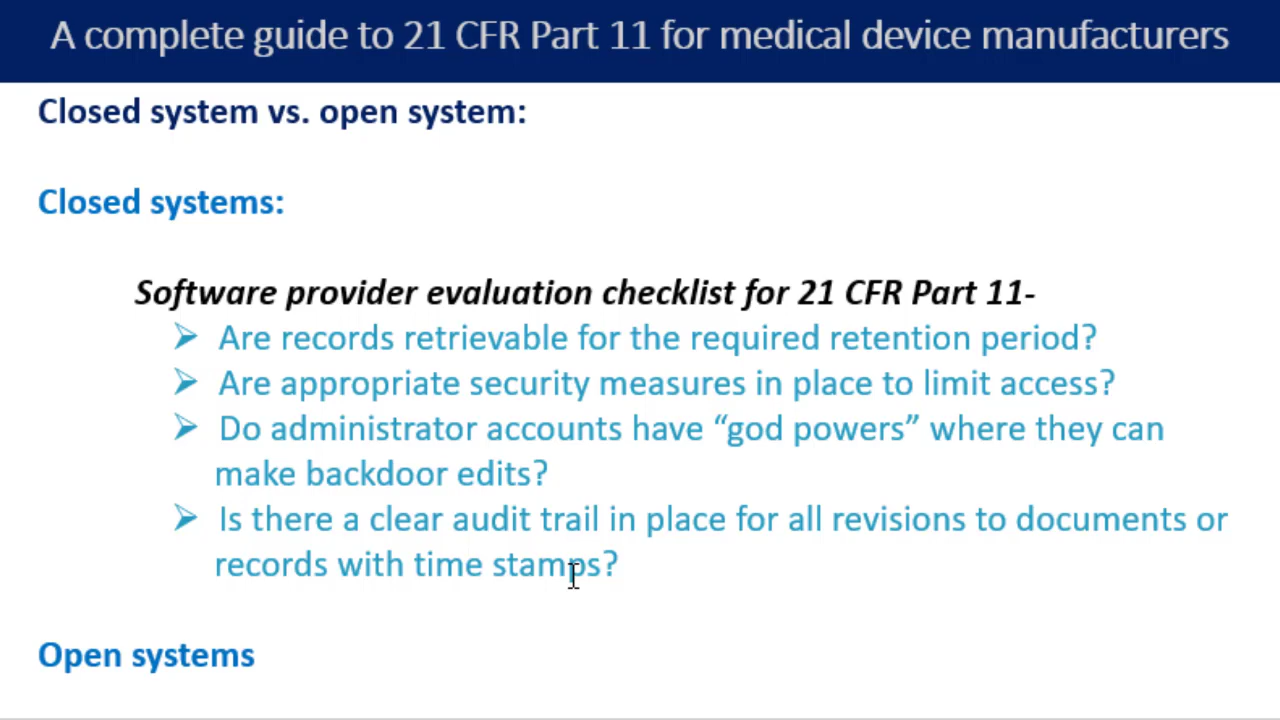 A complete guide to 21 CFR Part 11 for medical device manufacturers
Closed system vs. open system:
Closed systems:
Software provider evaluation checklist for 21 CFR Part 11-
Are records retrievable for the required retention period?
Are appropriate security measures in place to limit access?
Do administrator accounts have “god powers” where they can
make backdoor edits?
Is there a clear audit trail in place for all revisions to documents or
records with time stamps?
Open systems